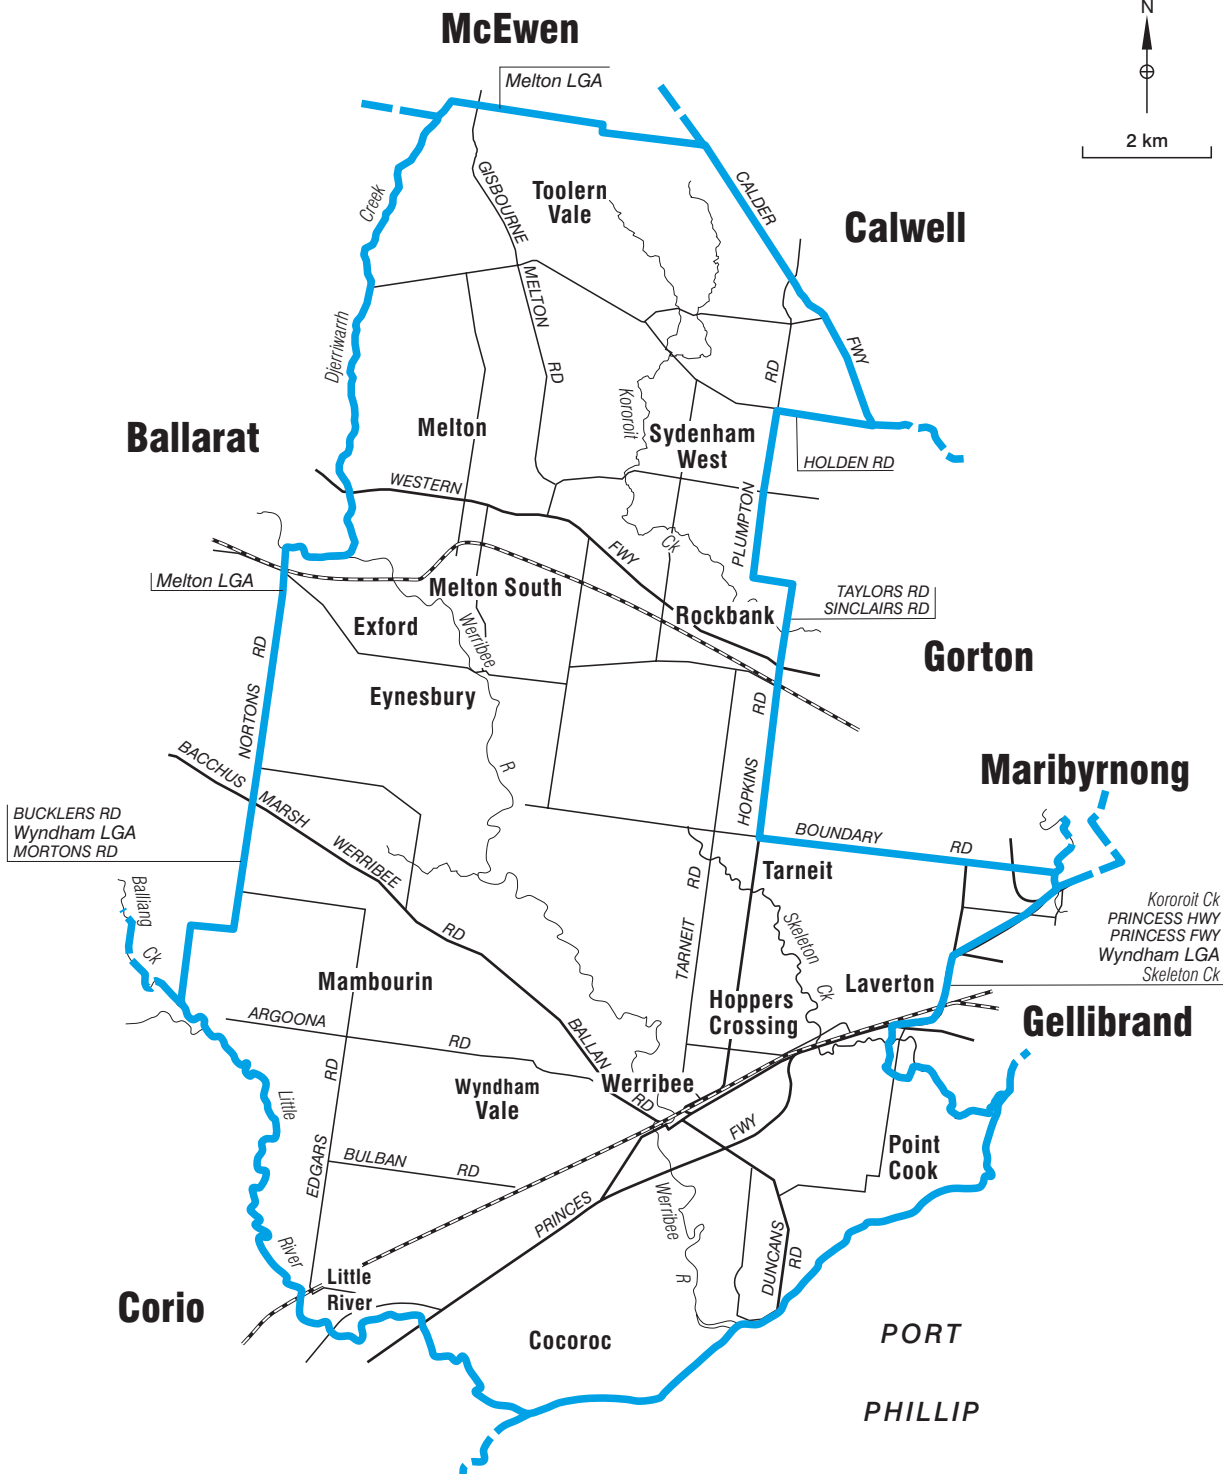 McEwen
N
Melton LGA
2 km
CALDER
FWY
Calwell
Creek
Djerriwarrh
GISBOURNE
MELTON
RD
Toolern
Vale
RD
Kororoit
Ck
Ballarat
Melton
Sydenham
West
HOLDEN RD
WESTERN
FWY
PLUMPTON
Melton LGA
Melton South
Rockbank
TAYLORS RD
SINCLAIRS RD
Exford
Werribee
R
Gorton
Eynesbury
NORTONS
RD
RD
HOPKINS
Maribyrnong
BACCHUS
MARSH
WERRIBEE
RD
BALLAN
RD
BUCKLERS RD
Wyndham LGA
MORTONS RD
BOUNDARY
RD
Tarneit
TARNEIT
RD
Balliang
Ck
Skeleton
Ck
Kororoit Ck
PRINCESS HWY
PRINCESS FWY
Wyndham LGA
Skeleton Ck
Mambourin
Laverton
Hoppers
Crossing
Gellibrand
ARGOONA
RD
Wyndham
Vale
Werribee
Little
River
EDGARS
RD
BULBAN
RD
PRINCES
FWY
Point
Cook
Werribee
R
DUNCANS
RD
Little
River
Corio
Cocoroc
PORT
PHILLIP